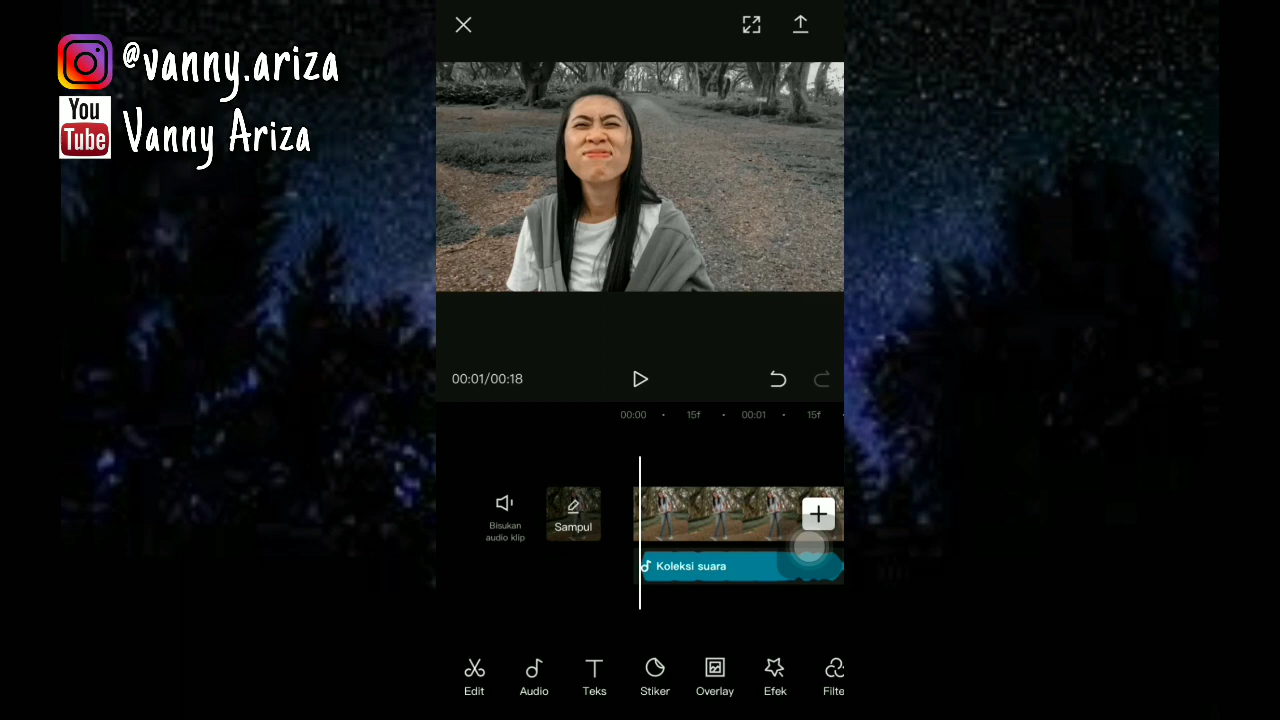 @vanny.ariza
You
Tube
Vanny Ariza
00:01/00:18
00:00
15f
00:01
15f
Bisukan
audio klip
Sampul
Koleksi suara
Edit
Audio
Teks
Stiker
Overlay
Efek
Filte